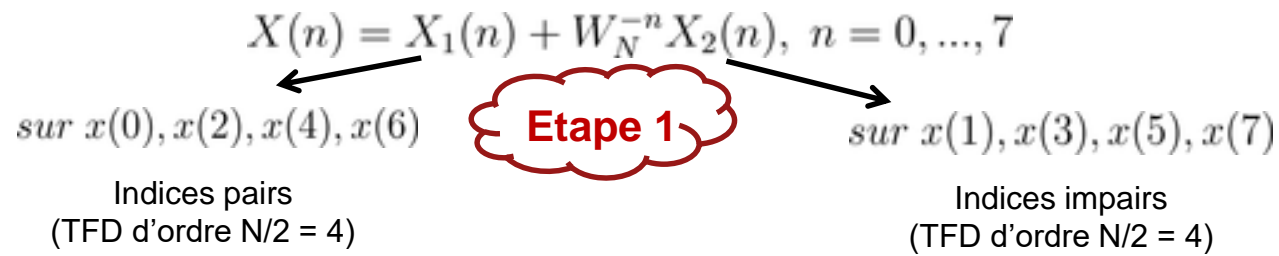 X(n) = X₁(n) + W_N^{-n} X₂(n), n = 0, ..., 7
Etape 1
sur x(0), x(2), x(4), x(6)
Indices pairs
(TFD d'ordre N/2 = 4)
sur x(1), x(3), x(5), x(7)
Indices impairs
(TFD d'ordre N/2 = 4)